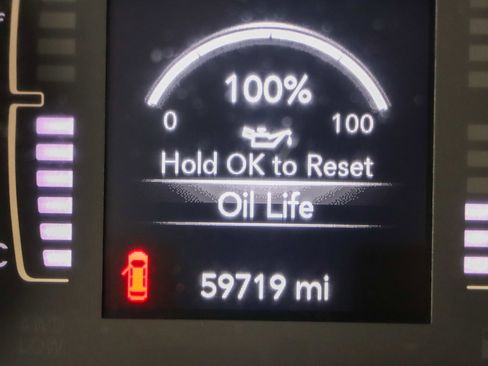 100%
0 100
Hold OK to Reset
Oil Life
59719 mi
C